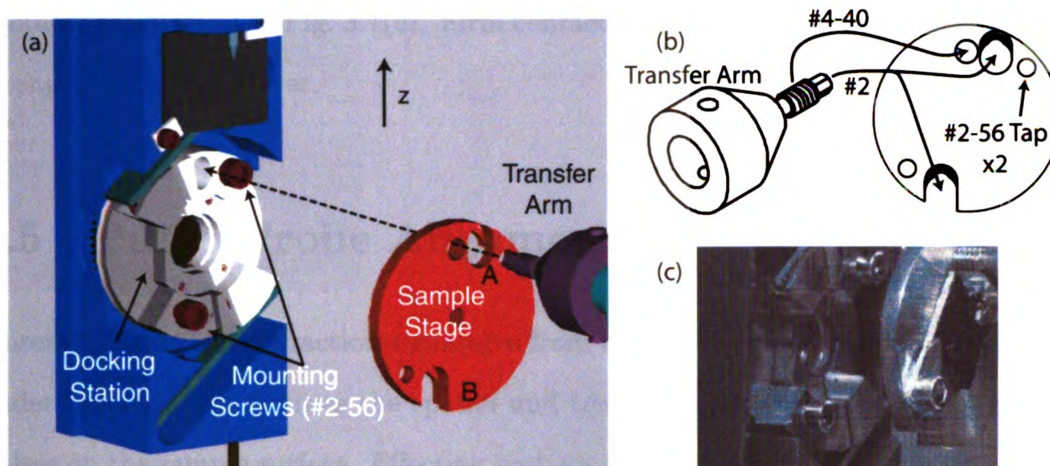 (a)
z
Transfer
Arm
A
Sample
Stage
B
Docking
Station
Mounting
Screws (#2-56)
(b)
#4-40
Transfer Arm
#2
#2-56 Tap
x2
(c)